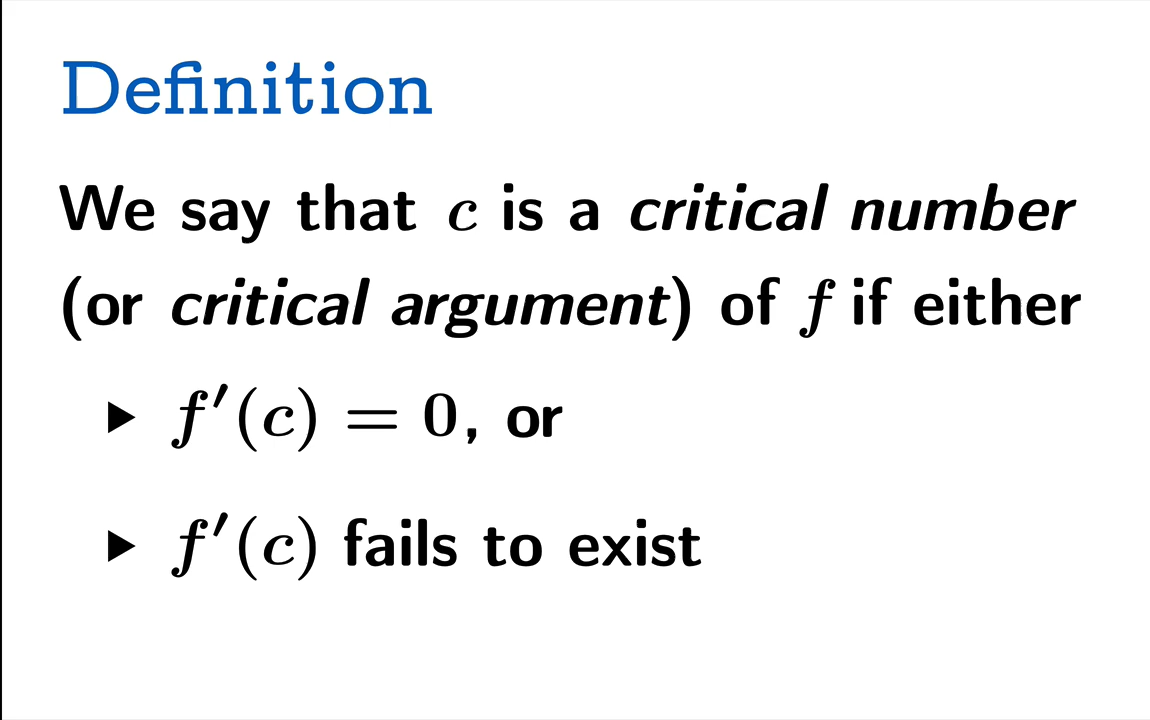 Definition
We say that c is a critical number
(or critical argument) of f if either
▶ f′(c) = 0, or
▶ f′(c) fails to exist